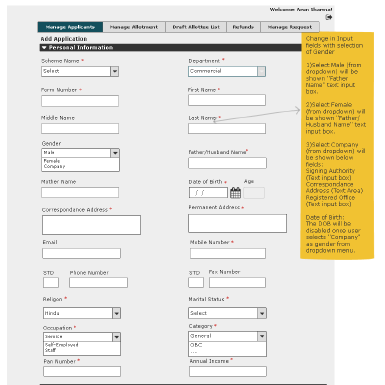 Welcome Arun Shamnat
Manage Applicants Manage Allotment Draft Allottee List Refunds Manage Request
Add Application
Personal Information
Scheme Name * Department *
Select Commercial
Form Number * First Name *
Middle Name Last Name *
Gender Father/Husband Name*
Male
Female
Company
Mother Name Date of Birth * Age
/ /
Correspondance Address * Permanent Address *
Email Mobile Number *
STD Phone Number STD Fax Number
Religon * Marital Status *
Hindu Select
Occupation * Category *
Service General
Self-Employed OBC
Staff ...
Pan Number * Annual Income *
Change in Input
fields with selection
of Gender
1)Select Male (from
dropdown) will be
shown "Father
Name" text input
box.
2)Select Female
(from dropdown) will
be shown "Father/
Husband Name" text
input box.
3)Select Company
(from dropdown) will
be shown below
fields:
Signing Authority
(Text input box)
Correspondance
Address (Text Area)
Registered Office
(Text input box)
Date of Birth:
The DOB will be
disabled once user
selects "Company"
as gender from
dropdown menu.